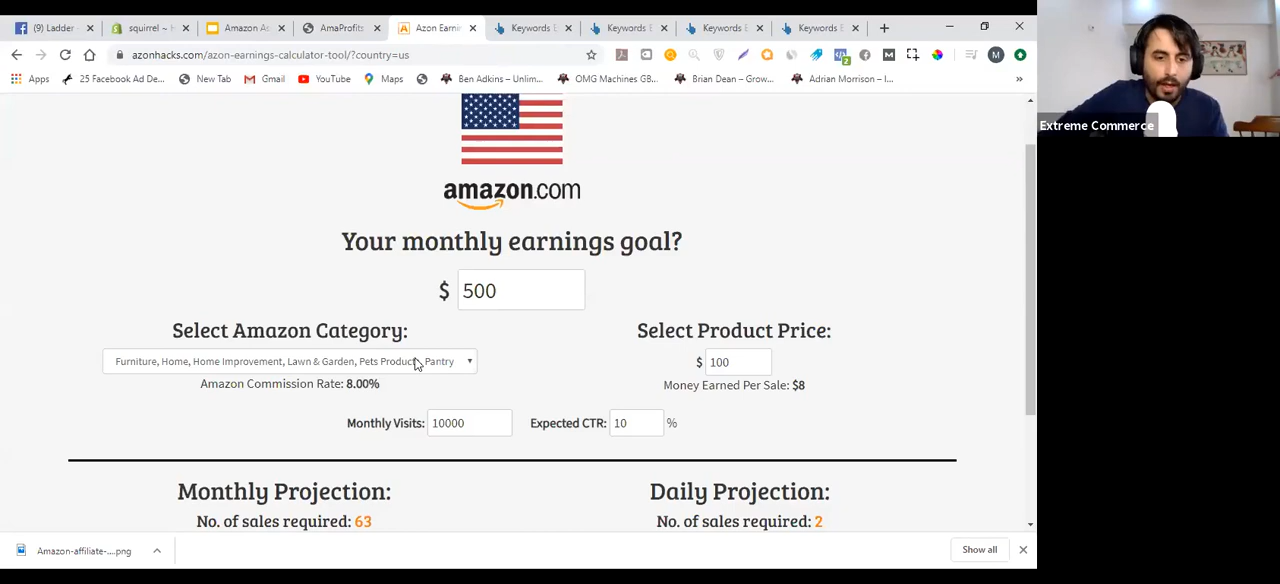 (9) Ladder -
squirrel ~ H
Amazon As
AmaProfits
Azon Earnin
Keywords E
Keywords E
Keywords E
Keywords E
azonhacks.com/azon-earnings-calculator-tool/?country=us
M
Apps
25 Facebook Ad De...
New Tab
Gmail
YouTube
Maps
Ben Adkins – Unlim...
OMG Machines GB...
Brian Dean – Grow...
Adrian Morrison – I...
»
Extreme Commerce
amazon.com
Your monthly earnings goal?
$ 500
Select Amazon Category:
Select Product Price:
Furniture, Home, Home Improvement, Lawn & Garden, Pets Product, Pantry
$ 100
Amazon Commission Rate: 8.00%
Money Earned Per Sale: $8
Monthly Visits: 10000 Expected CTR: 10 %
Monthly Projection:
Daily Projection:
No. of sales required: 63
No. of sales required: 2
Amazon-affiliate-....png
Show all